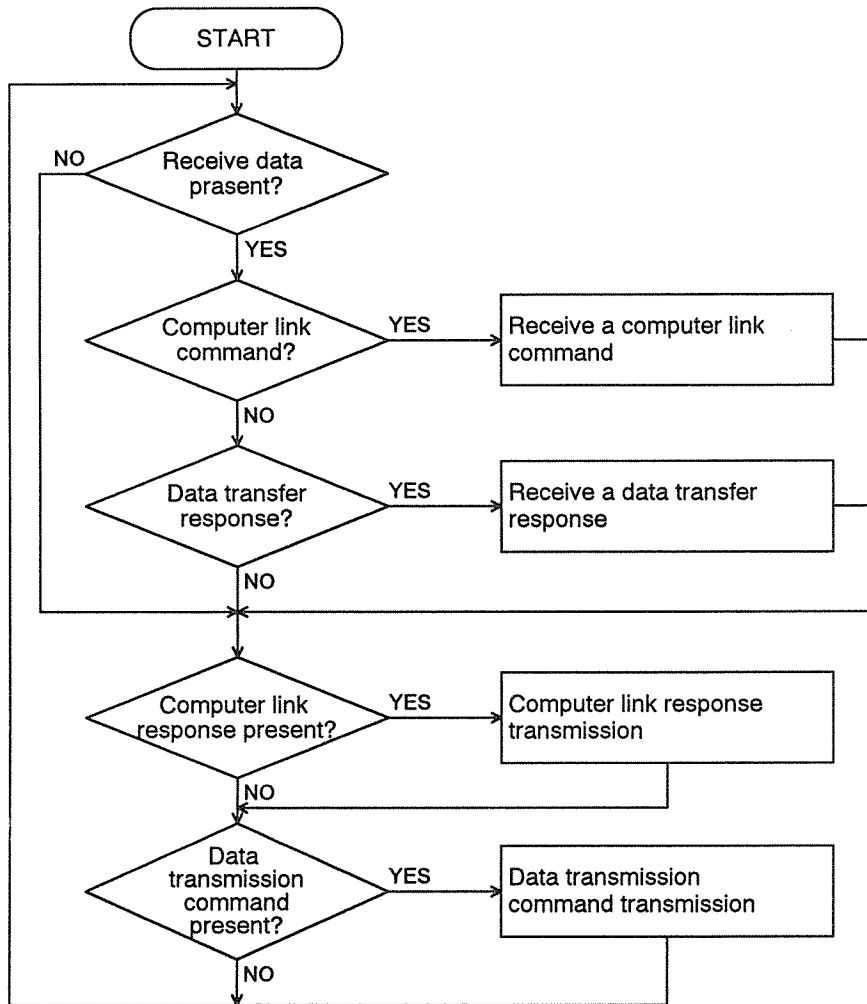 START
NO
Receive data
prasent?
YES
Computer link
command?
YES
Receive a computer link
command
NO
Data transfer
response?
YES
Receive a data transfer
response
NO
Computer link
response present?
YES
Computer link response
transmission
NO
Data
transmission
command
present?
YES
Data transmission
command transmission
NO